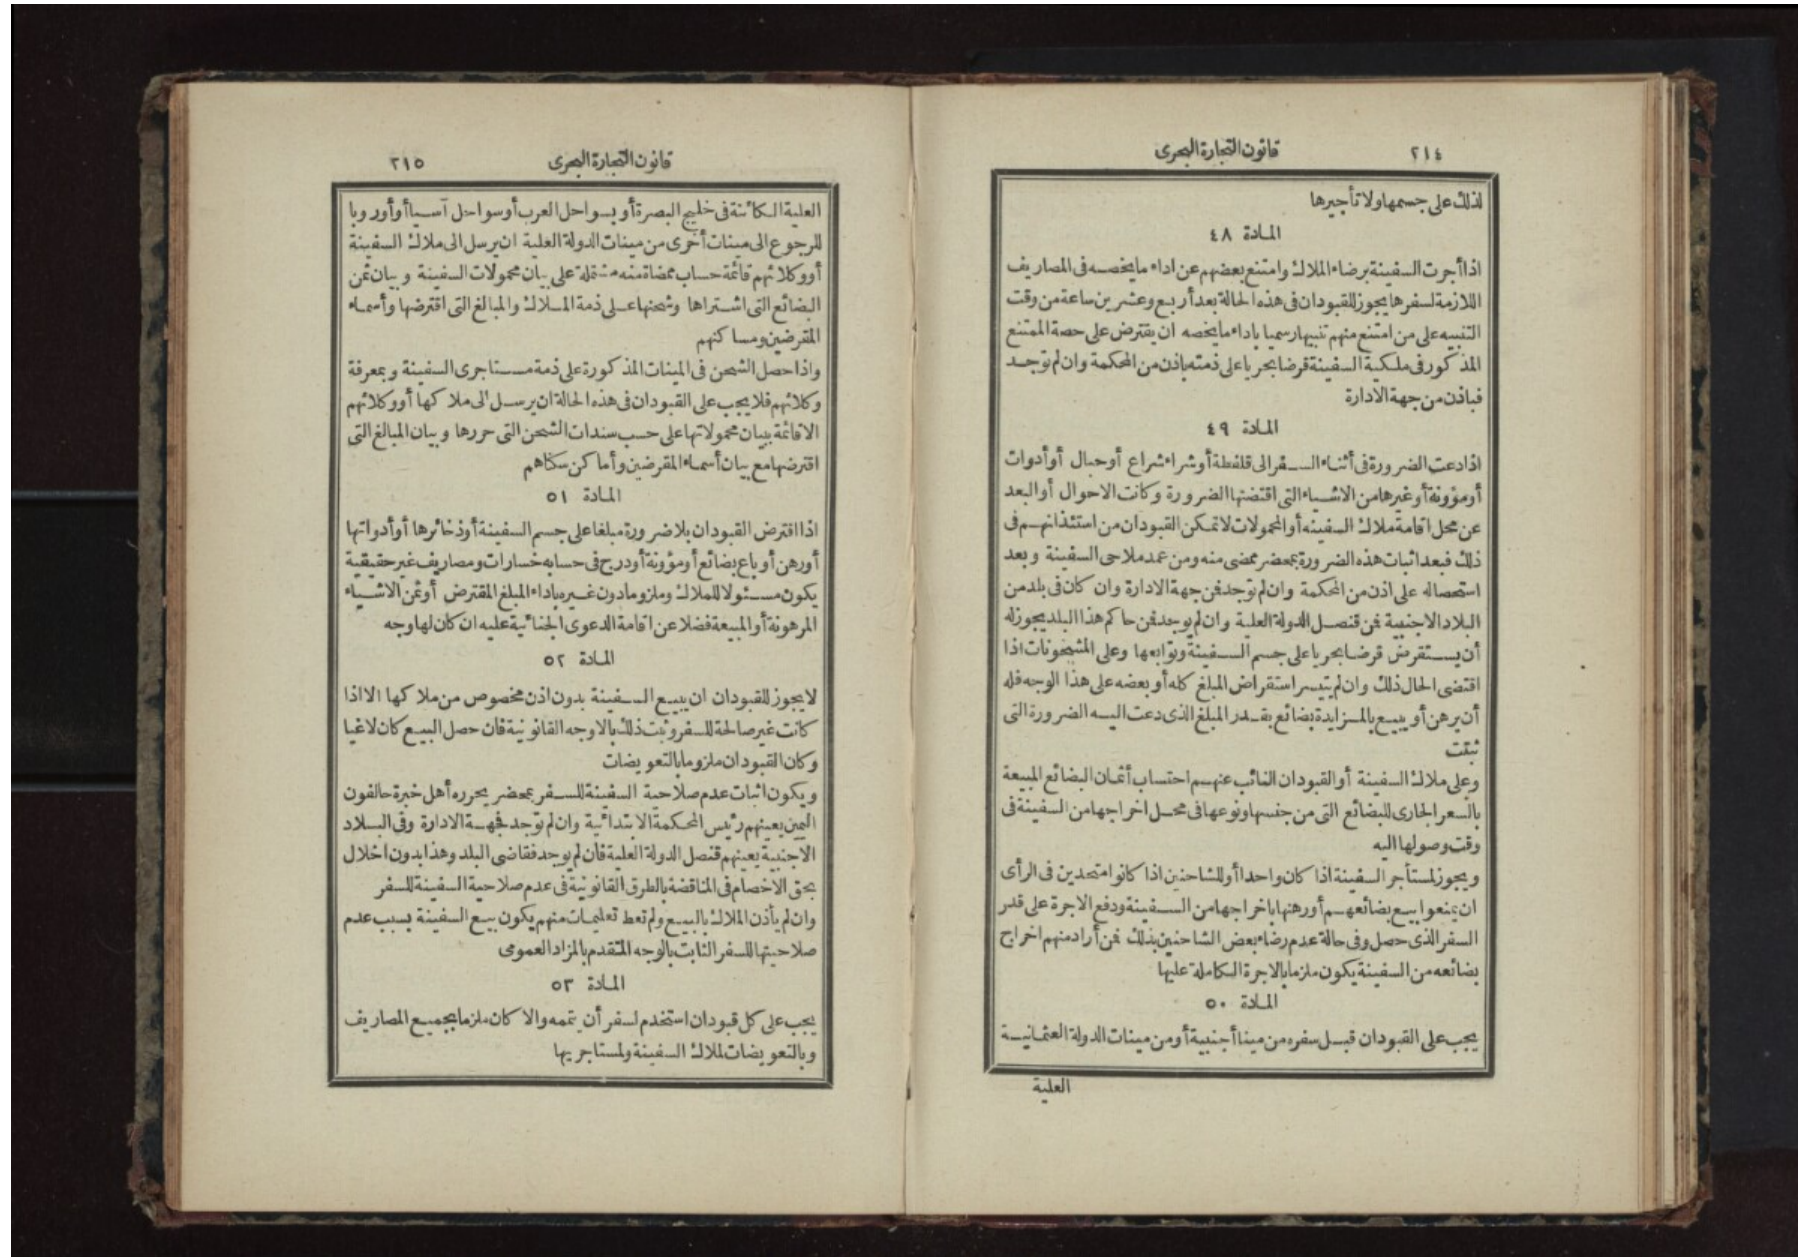 ٢١٤
قانون التجارة البحرى
لذلك على جسمها ولا تأجيرها
المادة ٤٨
اذا أجرت السفينة برضاء الملاك وامتنع بعضهم عن اداء ما يخصه فى المصاريف
اللازمة لسفرها يجوز للقبودان فى هذه الحالة بعد أربع وعشرين ساعة من وقت
التنبيه على من امتنع منهم تنبيها رسميا باداء ما يخصه ان يقترض على حصة الممتنع
المذكور فى ملكية السفينة قرضا بحريا على ذمته باذن من المحكمة وان لم توجد
فباذن من جهة الادارة
المادة ٤٩
اذا دعت الضرورة فى أثناء السفر الى قلفطة أو شراء شراع أو حبال أو أدوات
أو مؤونة أو غيرها من الاشياء التى اقتضتها الضرورة وكانت الاحوال أو البعد
عن محل اقامة ملاك السفينه أو المحمولات لا تمكن القبودان من استئذانهم فى
ذلك فبعد اثبات هذه الضرورة بمحضر ممضى منه ومن عمد ملاحى السفينة وبعد
استحصاله على اذن من المحكمة وان لم توجد فمن جهة الادارة وان كان فى بلد من
البلاد الاجنبية فمن قنصل الدولة العلية وان لم يوجد فمن حاكم هذا البلد يجوز له
أن يستقرض قرضا بحريا على جسم السفينة وتوابعها وعلى المشحونات اذا
اقتضى الحال ذلك وان لم يتيسر استقراض المبلغ كله أو بعضه على هذا الوجه فله
أن يرهن أو يبيع بالمزايدة بضائع بقدر المبلغ الذى دعت اليه الضرورة التى
ثبتت
وعلى ملاك السفينة أو القبودان النائب عنهم احتساب أثمان البضائع المبيعة
بالسعر الجارى للبضائع التى من جنسها ونوعها فى محل اخراجها من السفينة فى
وقت وصولها اليه
ويجوز لمستأجر السفينة اذا كان واحدا أو للشاحنين اذا كانوا متحدين فى الرأى
ان يمنعوا بيع بضائعهم أو رهنها باخراجها من السفينة ودفع الاجرة على قدر
السفر الذى حصل وفى حالة عدم رضاء بعض الشاحنين بذلك فمن أراد منهم اخراج
بضائعه من السفينة يكون ملزما بالاجرة الكاملة عليها
المادة ٥٠
يجب على القبودان قبل سفره من مينا أجنبية أو من مينات الدولة العثمانية
العلية
قانون التجارة البحرى
٢١٥
العلية الكائنة فى خليج البصرة أو بسواحل العرب أو سواحل آسيا أو أوروبا
للرجوع الى مينات أخرى من مينات الدولة العلية ان يرسل الى ملاك السفينة
أو وكلائهم قائمة حساب ممضاة منه مشتملة على بيان محمولات السفينة وبيان ثمن
البضائع التى اشتراها وشحنها على ذمة الملاك والمبالغ التى اقترضها وأسماء
المقرضين ومساكنهم
واذا حصل الشحن فى المينات المذكورة على ذمة مستاجرى السفينة وبمعرفة
وكلائهم فلا يجب على القبودان فى هذه الحالة ان يرسل الى ملاكها أو وكلائهم
الا قائمة ببيان محمولاتها على حسب سندات الشحن التى حررها وبيان المبالغ التى
اقترضها مع بيان أسماء المقرضين وأماكن سكناهم
المادة ٥١
اذا اقترض القبودان بلا ضرورة مبلغا على جسم السفينة أو ذخائرها أو أدواتها
أو رهن أو باع بضائع أو مؤونة أو درج فى حسابه خسارات ومصاريف غير حقيقية
يكون مسئولا للملاك وملزوما دون غيره باداء المبلغ المقترض أو ثمن الاشياء
المرهونة أو المبيعة فضلا عن اقامة الدعوى الجنائية عليه ان كان لها وجه
المادة ٥٢
لا يجوز للقبودان ان يبيع السفينة بدون اذن مخصوص من ملاكها الا اذا
كانت غير صالحة للسفر وثبت ذلك بالاوجه القانونية فان حصل البيع كان لاغيا
وكان القبودان ملزوما بالتعويضات
ويكون اثبات عدم صلاحية السفينة للسفر بمحضر يحرره أهل خبرة حالفون
اليمين يعينهم رئيس المحكمة الابتدائية وان لم توجد فجهة الادارة وفى البلاد
الاجنبية يعينهم قنصل الدولة العلية فان لم يوجد فقاضى البلد وهذا بدون اخلال
بحق الاخصام فى المناقضة بالطرق القانونية فى عدم صلاحية السفينة للسفر
وان لم يأذن الملاك بالبيع ولم تعط تعليمات منهم يكون بيع السفينة بسبب عدم
صلاحيتها للسفر الثابت بالوجه المتقدم بالمزاد العمومى
المادة ٥٣
يجب على كل قبودان استخدم لسفر أن يتممه والا كان ملزما بجميع المصاريف
وبالتعويضات لملاك السفينة ولمستاجريها